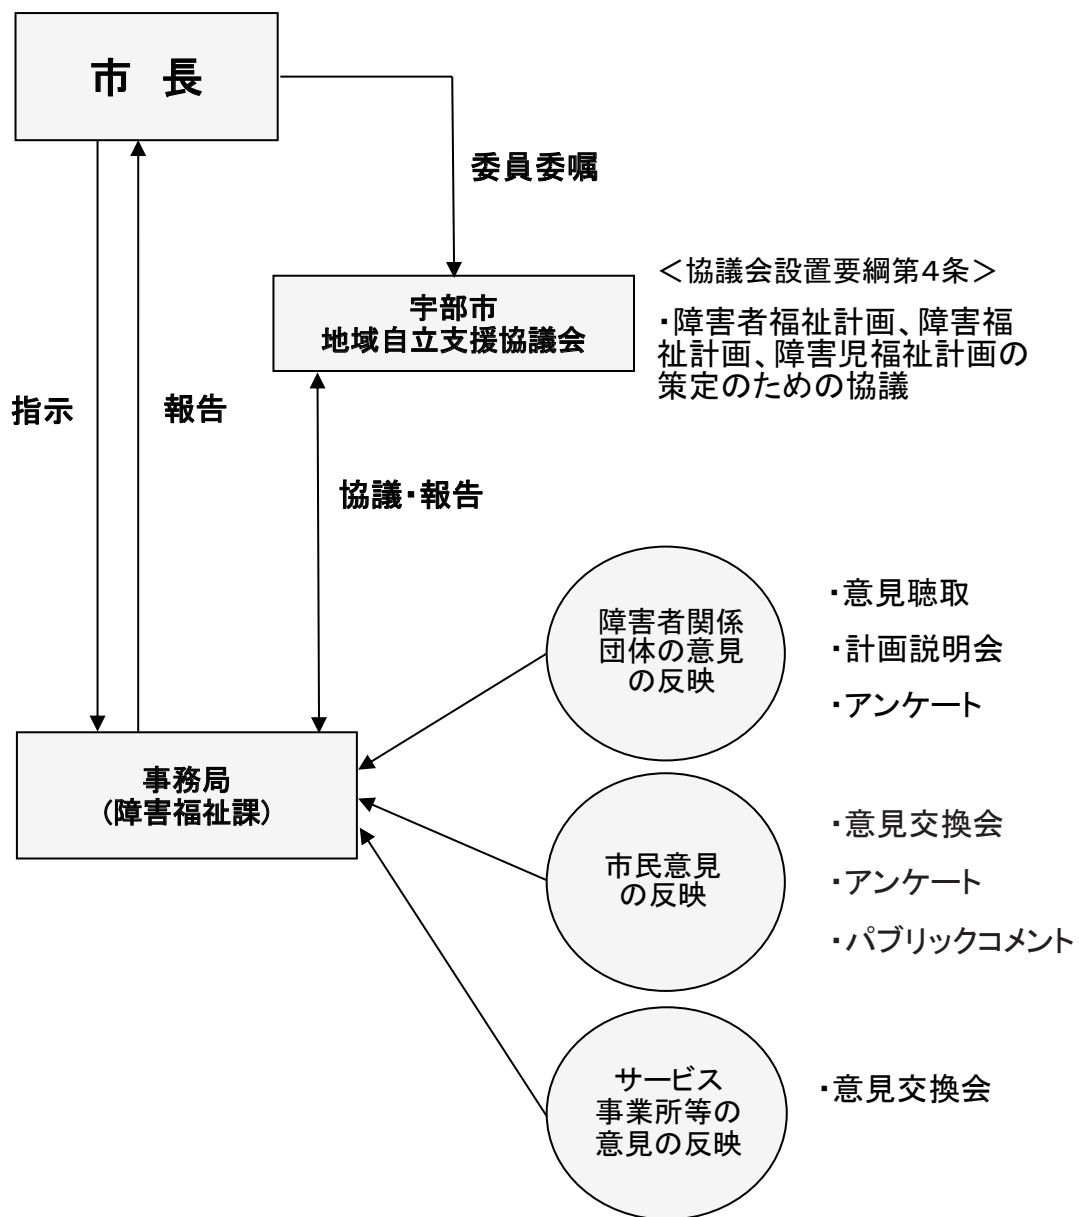 市 長
委員委嘱
宇部市
地域自立支援協議会
＜協議会設置要綱第４条＞
・障害者福祉計画、障害福
祉計画、障害児福祉計画の
策定のための協議
指示
報告
協議・報告
障害者関係
団体の意見
の反映
・意見聴取
・計画説明会
・アンケート
事務局
(障害福祉課)
市民意見
の反映
・意見交換会
・アンケート
・パブリックコメント
サービス
事業所等の
意見の反映
・意見交換会